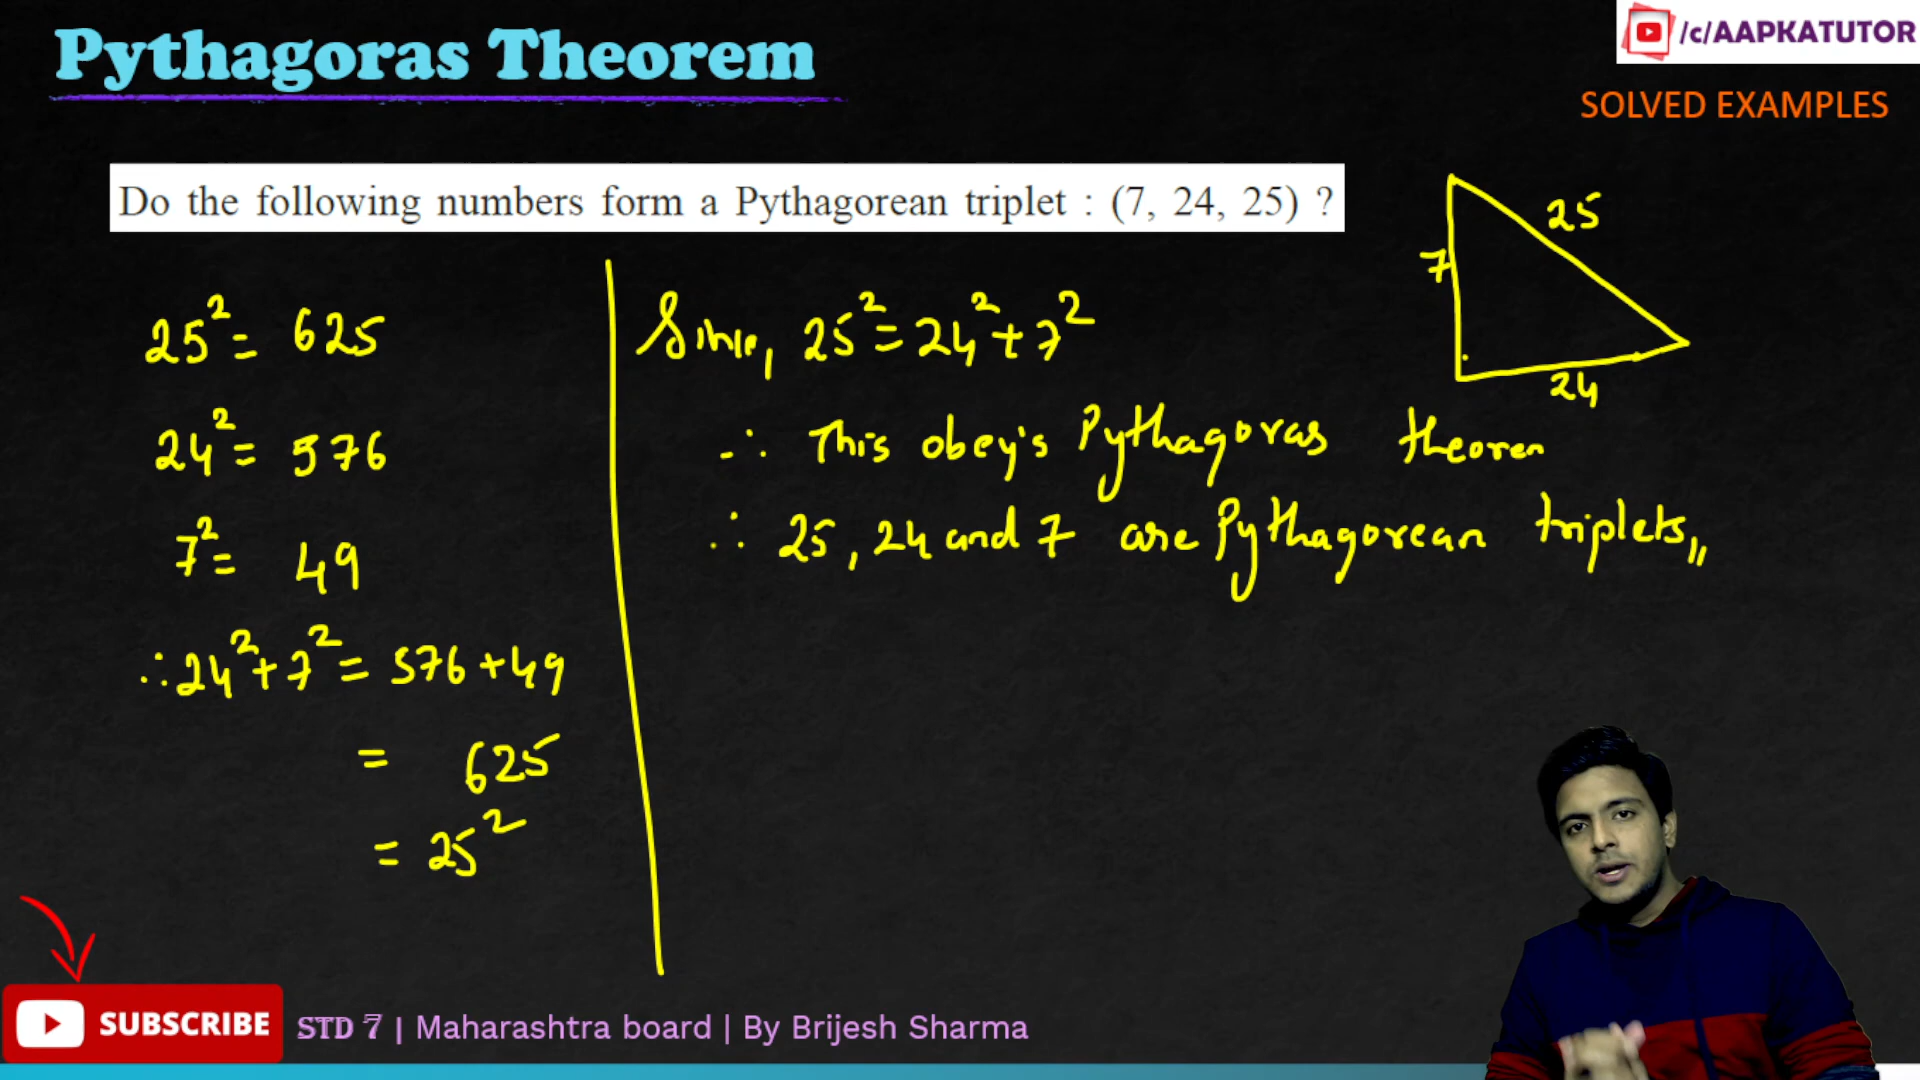 Pythagoras Theorem
/c/AAPKATUTOR
SOLVED EXAMPLES
Do the following numbers form a Pythagorean triplet : (7, 24, 25) ?
25
7
24
25² = 625
24² = 576
7² = 49
∴ 24² + 7² = 576 + 49
= 625
= 25²
Since, 25² = 24² + 7²
∴ This obey's Pythagoras theorem
∴ 25, 24 and 7 are Pythagorean triplets,,
SUBSCRIBE
STD 7 | Maharashtra board | By Brijesh Sharma